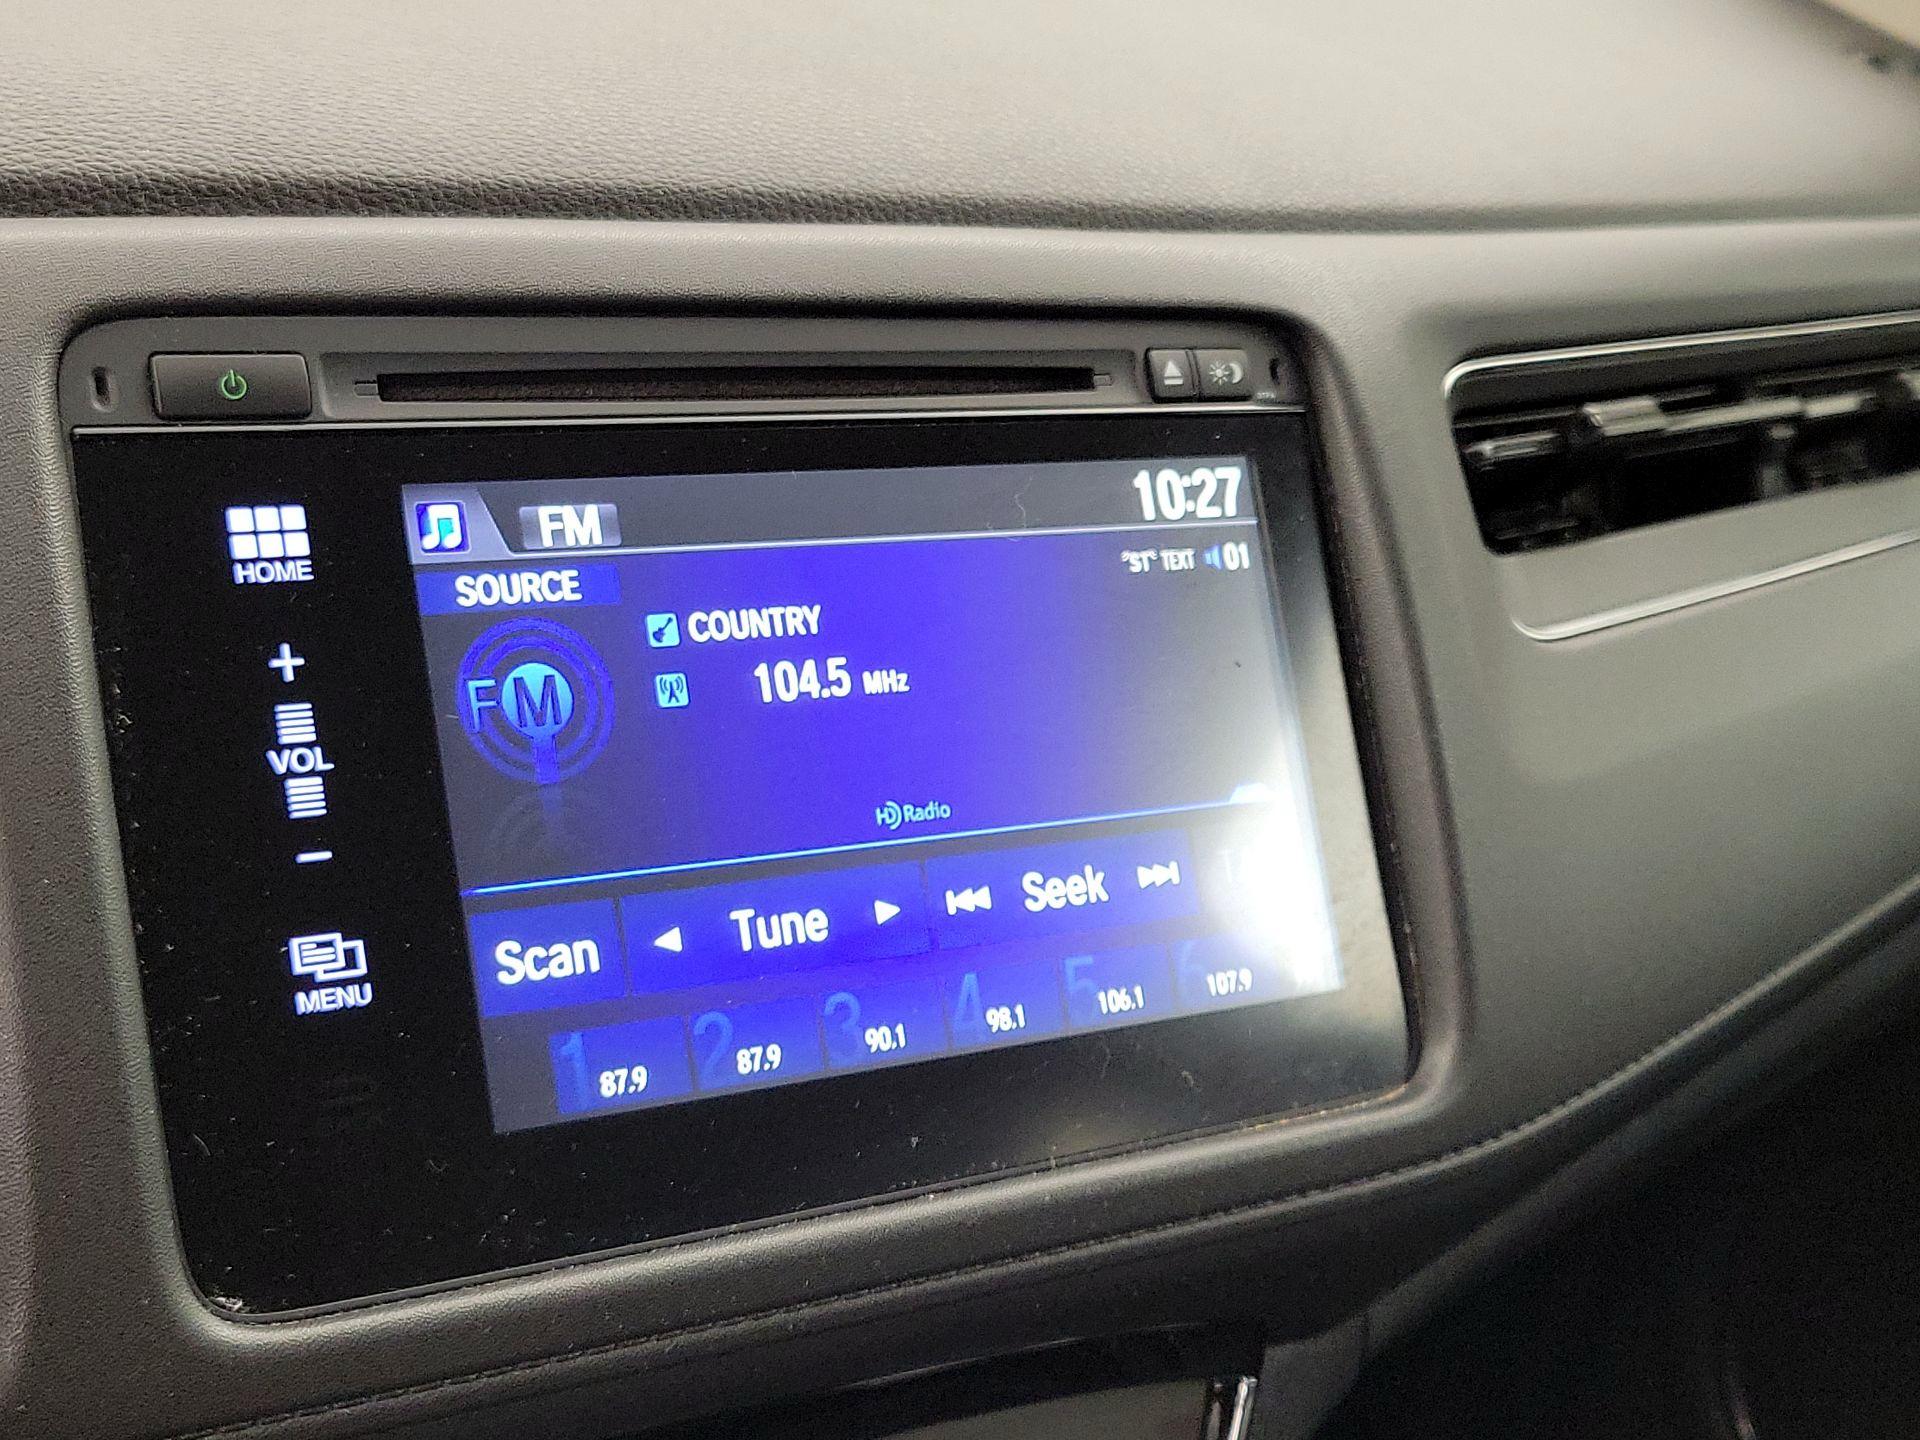 FM
10:27
"ST" TEXT 01
SOURCE
COUNTRY
FM
104.5 MHz
HD Radio
Scan
Tune
Seek
1 87.9
2 87.9
3 90.1
4 98.1
5 106.1
6 107.9
HOME
+
VOL
−
MENU